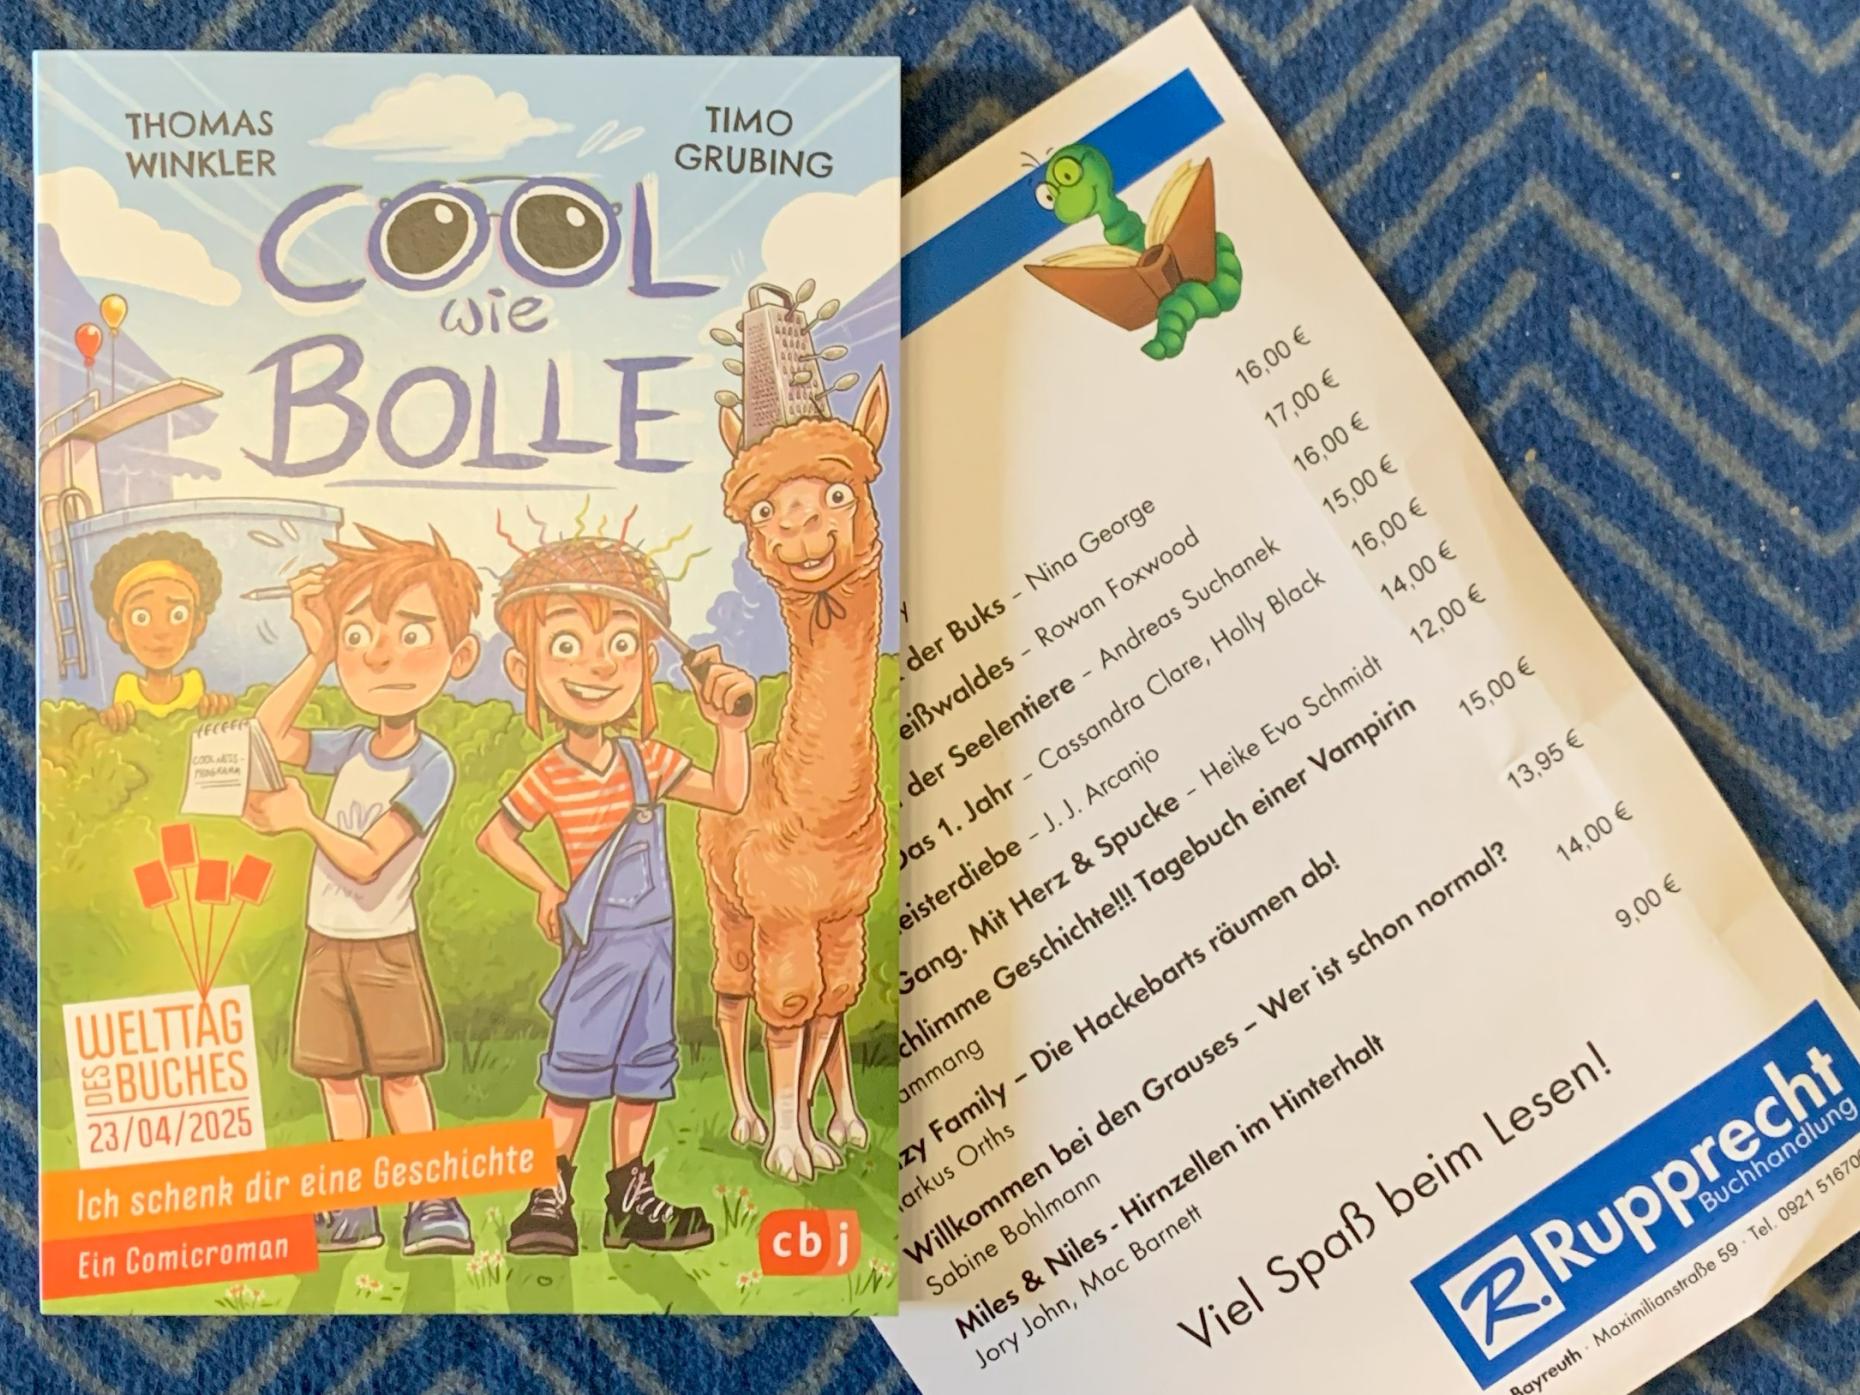 THOMAS
WINKLER
TIMO
GRUBING
COOL
wie
BOLLE
COOLNESS-
PROGRAMM
WELTTAG
DES BUCHES
23/04/2025
Ich schenk dir eine Geschichte
Ein Comicroman
cbj
16,00 €
17,00 €
16,00 €
15,00 €
16,00 €
14,00 €
12,00 €
15,00 €
13,95 €
14,00 €
9,00 €
y
der Buks – Nina George
eißwaldes – Rowan Foxwood
der Seelentiere – Andreas Suchanek
Das 1. Jahr – Cassandra Clare, Holly Black
eisterdiebe – J. J. Arcanjo
Gang. Mit Herz & Spucke – Heike Eva Schmidt
chlimme Geschichte!!! Tagebuch einer Vampirin
ammang
zy Family – Die Hackebarts räumen ab!
arkus Orths
Willkommen bei den Grauses – Wer ist schon normal?
Sabine Bohlmann
Miles & Niles - Hirnzellen im Hinterhalt
Jory John, Mac Barnett
Viel Spaß beim Lesen!
R. Rupprecht
Buchhandlung
Bayreuth · Maximilianstraße 59 · Tel. 0921 516706